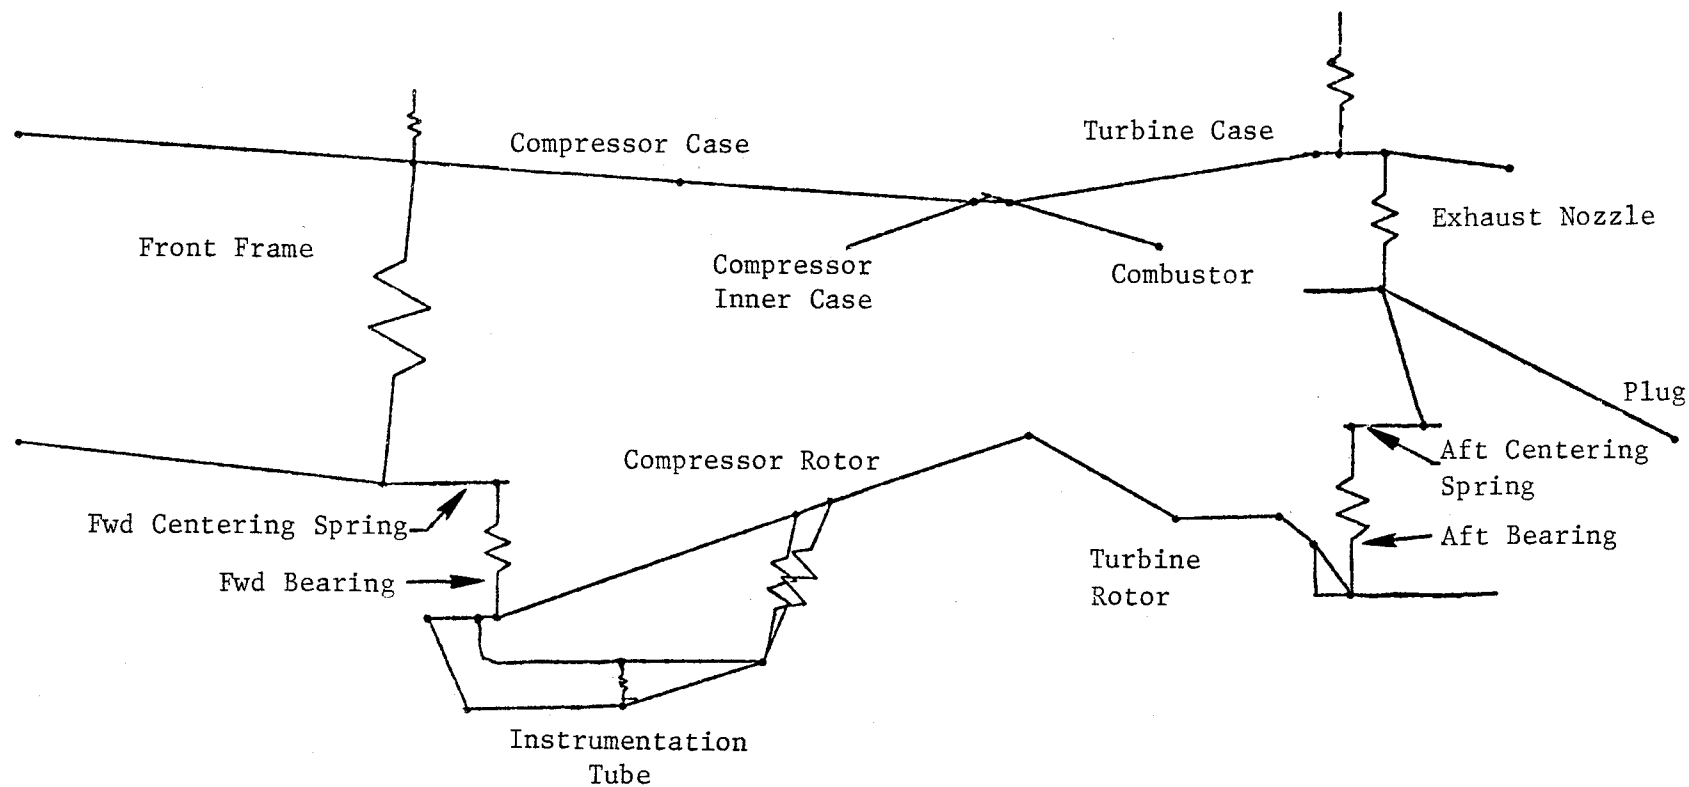 Compressor Case
Turbine Case
Front Frame
Exhaust Nozzle
Compressor
Inner Case
Combustor
Plug
Compressor Rotor
Aft Centering
Spring
Fwd Centering Spring
Aft Bearing
Fwd Bearing
Turbine
Rotor
Instrumentation
Tube